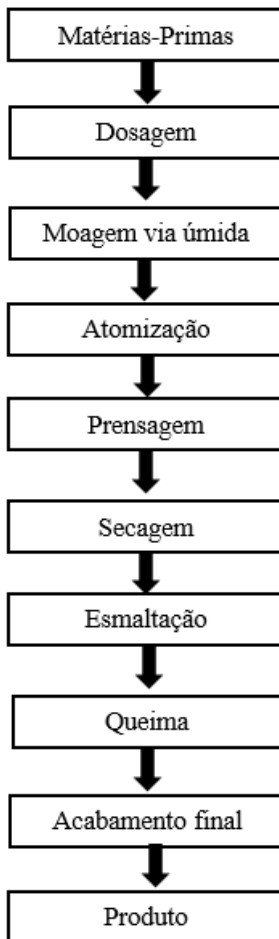 Matérias-Primas
Dosagem
Moagem via úmida
Atomização
Prensagem
Secagem
Esmaltação
Queima
Acabamento final
Produto